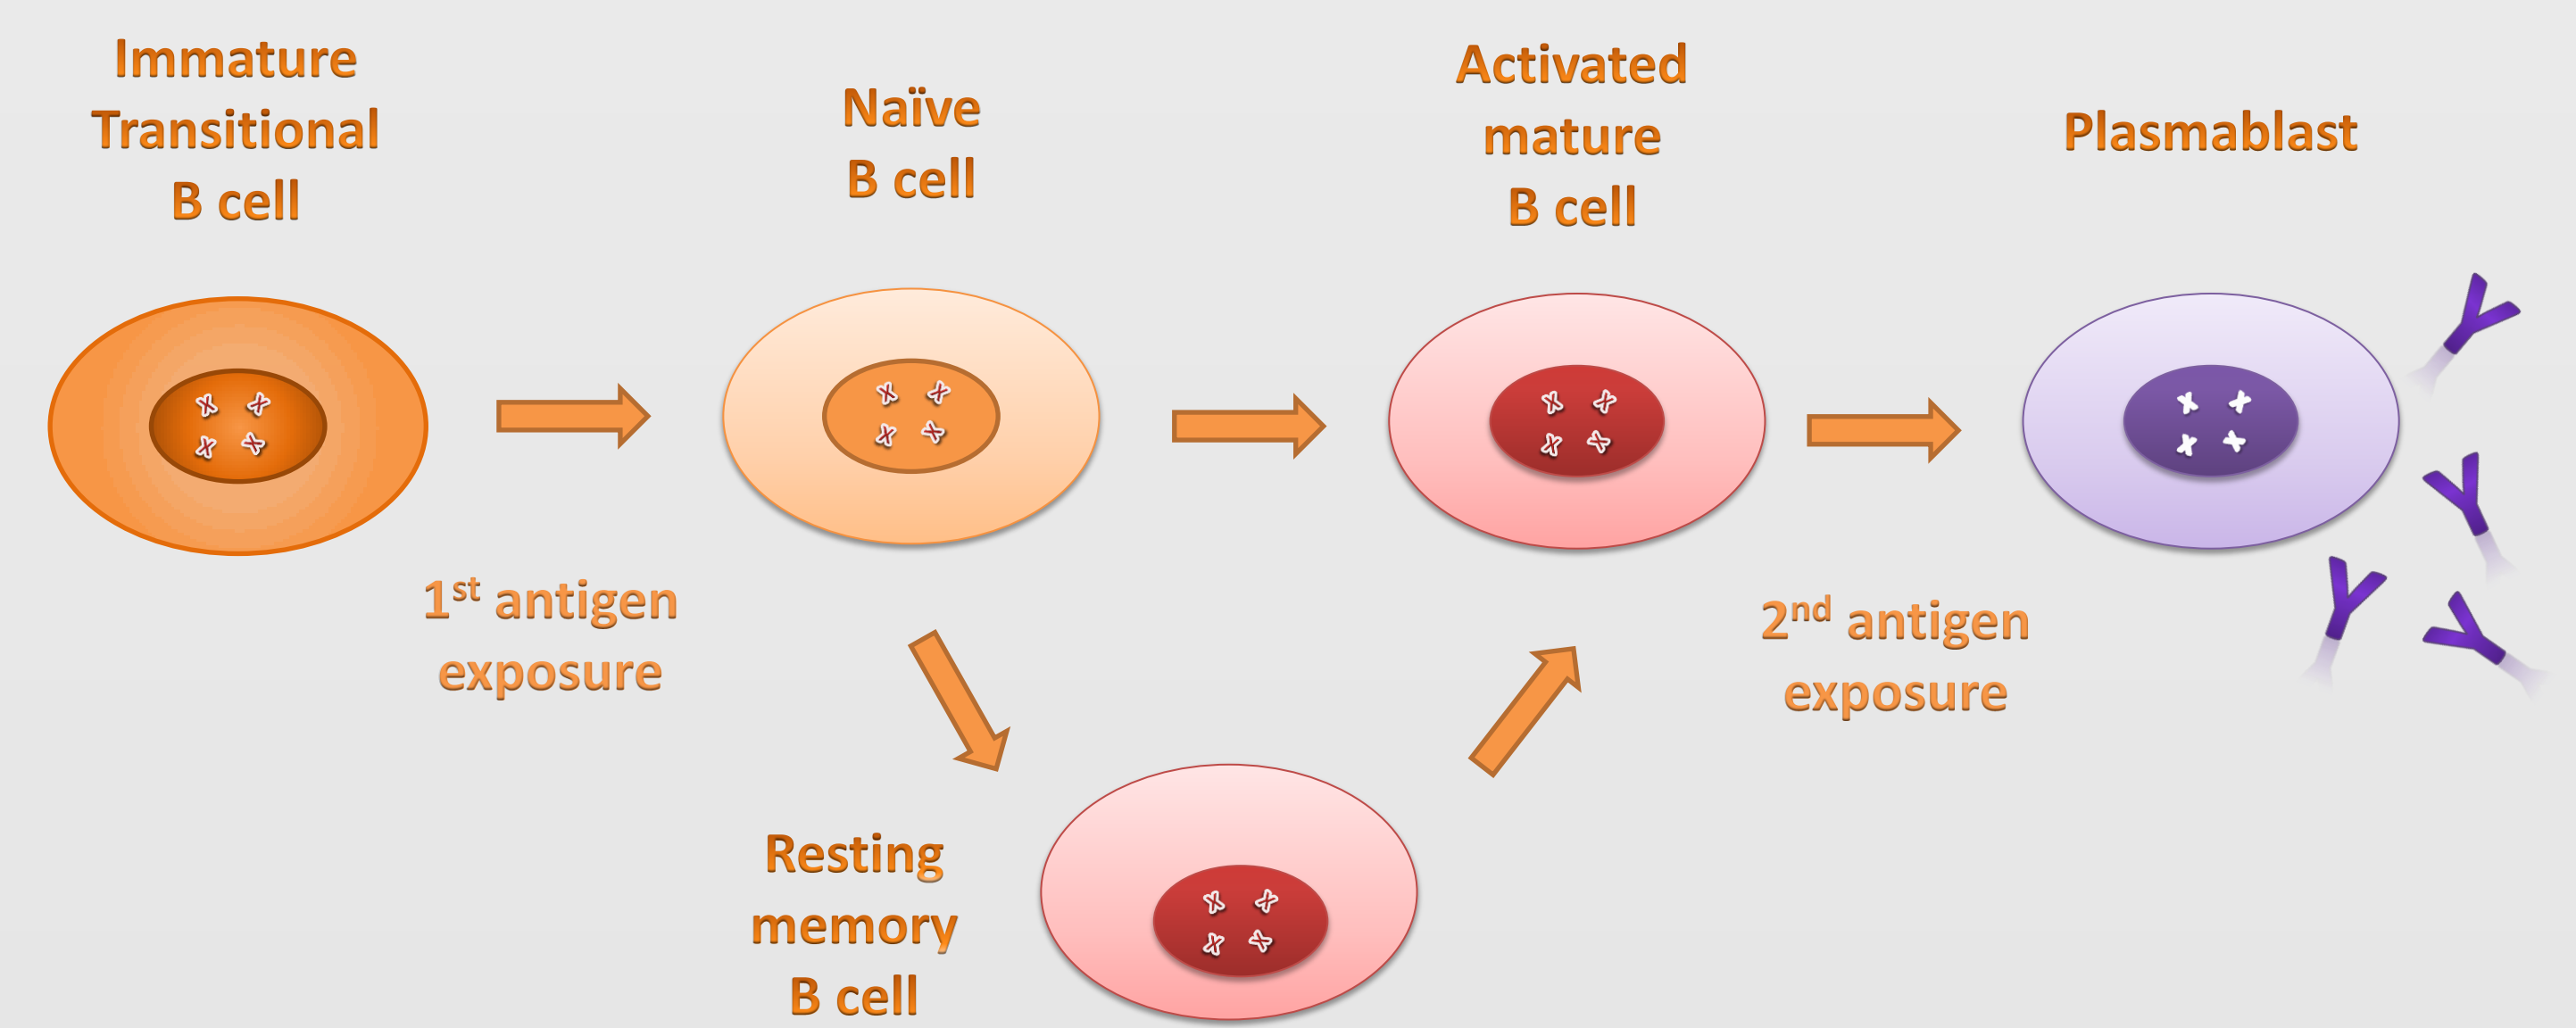 Immature
Transitional
B cell
Naïve
B cell
Activated
mature
B cell
Plasmablast
1st antigen
exposure
2nd antigen
exposure
Resting
memory
B cell